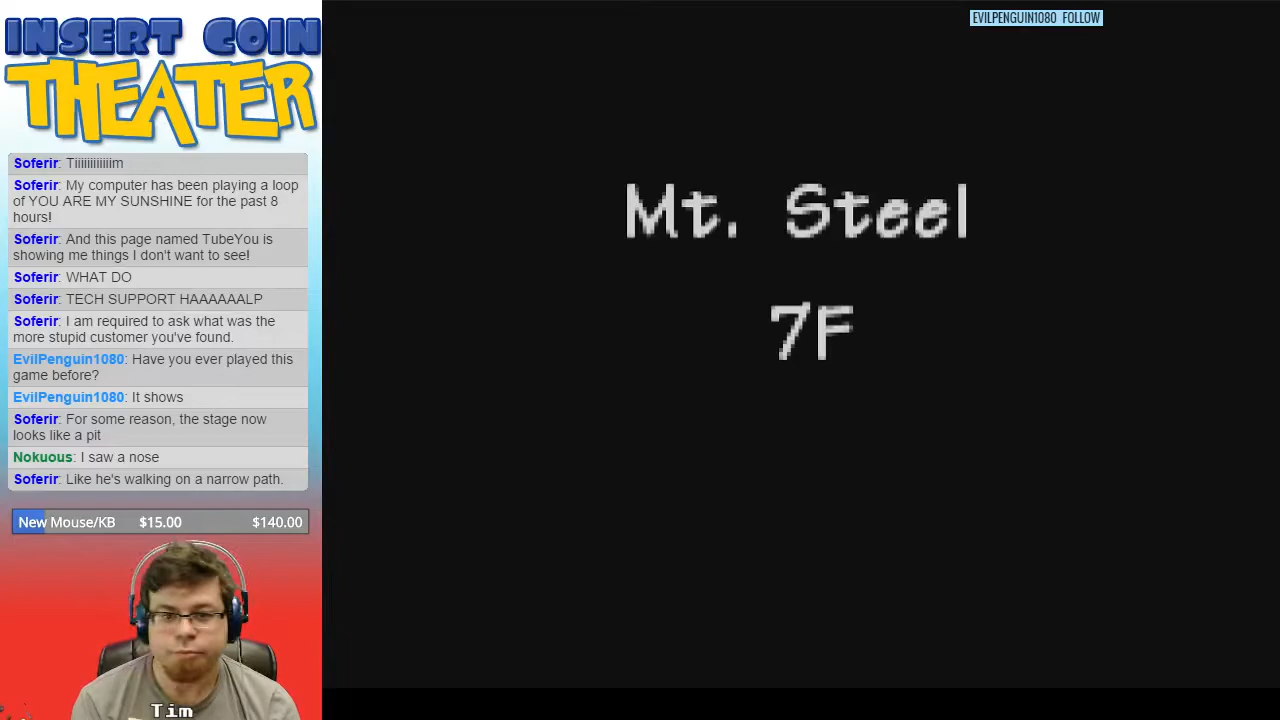 INSERT COIN
THEATER
EVILPENGUIN1080 FOLLOW
Soferir: Tiiiiiiiiiiiim
Soferir: My computer has been playing a loop
of YOU ARE MY SUNSHINE for the past 8
hours!
Soferir: And this page named TubeYou is
showing me things I don't want to see!
Soferir: WHAT DO
Soferir: TECH SUPPORT HAAAAAALP
Soferir: I am required to ask what was the
more stupid customer you've found.
EvilPenguin1080: Have you ever played this
game before?
EvilPenguin1080: It shows
Soferir: For some reason, the stage now
looks like a pit
Nokuous: I saw a nose
Soferir: Like he's walking on a narrow path.
New Mouse/KB $15.00 $140.00
Tim
Mt. Steel
7F